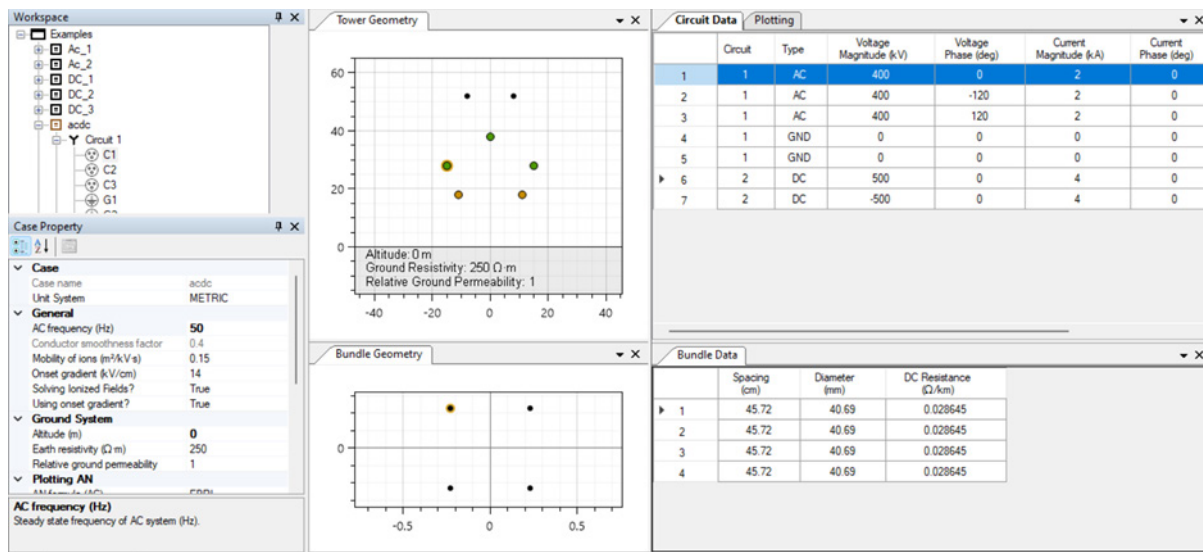 Workspace
Examples
Ac_1
Ac_2
DC_1
DC_2
DC_3
acdc
Circuit 1
C1
C2
C3
G1
Case Property
Case
Case name acdc
Unit System METRIC
General
AC frequency (Hz) 50
Conductor smoothness factor 0.4
Mobility of ions (m²/kV·s) 0.15
Onset gradient (kV/cm) 14
Solving Ionized Fields? True
Using onset gradient? True
Ground System
Altitude (m) 0
Earth resistivity (Ω·m) 250
Relative ground permeability 1
Plotting AN
AC frequency (Hz)
Steady state frequency of AC system (Hz).
Tower Geometry
60
40
20
0
Altitude: 0 m
Ground Resistivity: 250 Ω·m
Relative Ground Permeability: 1
-40 -20 0 20 40
Bundle Geometry
0
-0.5 0 0.5
Circuit Data Plotting
Circuit Type Voltage Magnitude (kV) Voltage Phase (deg) Current Magnitude (kA) Current Phase (deg)
1 1 AC 400 0 2 0
2 1 AC 400 -120 2 0
3 1 AC 400 120 2 0
4 1 GND 0 0 0 0
5 1 GND 0 0 0 0
6 2 DC 500 0 4 0
7 2 DC -500 0 4 0
Bundle Data
Spacing (cm) Diameter (mm) DC Resistance (Ω/km)
1 45.72 40.69 0.028645
2 45.72 40.69 0.028645
3 45.72 40.69 0.028645
4 45.72 40.69 0.028645